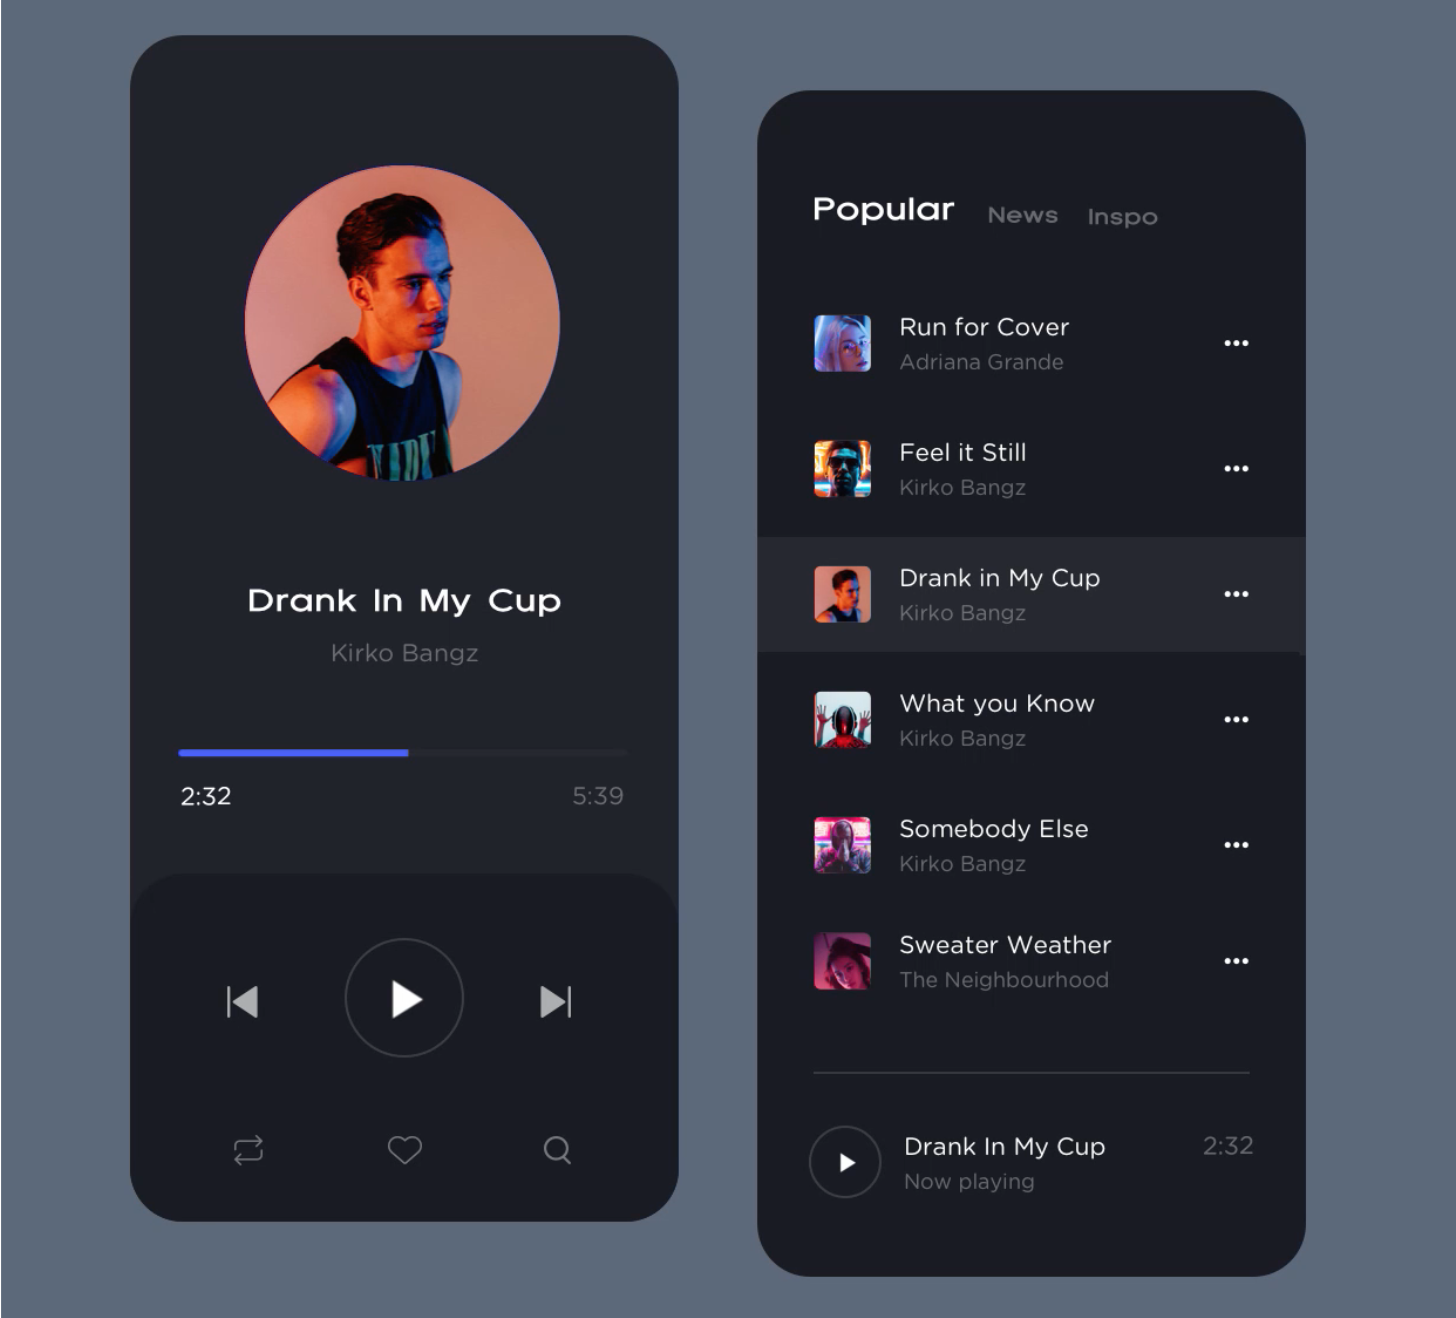 Drank In My Cup
Kirko Bangz
2:32 5:39
Popular News Inspo
Run for Cover
Adriana Grande
Feel it Still
Kirko Bangz
Drank in My Cup
Kirko Bangz
What you Know
Kirko Bangz
Somebody Else
Kirko Bangz
Sweater Weather
The Neighbourhood
Drank In My Cup 2:32
Now playing